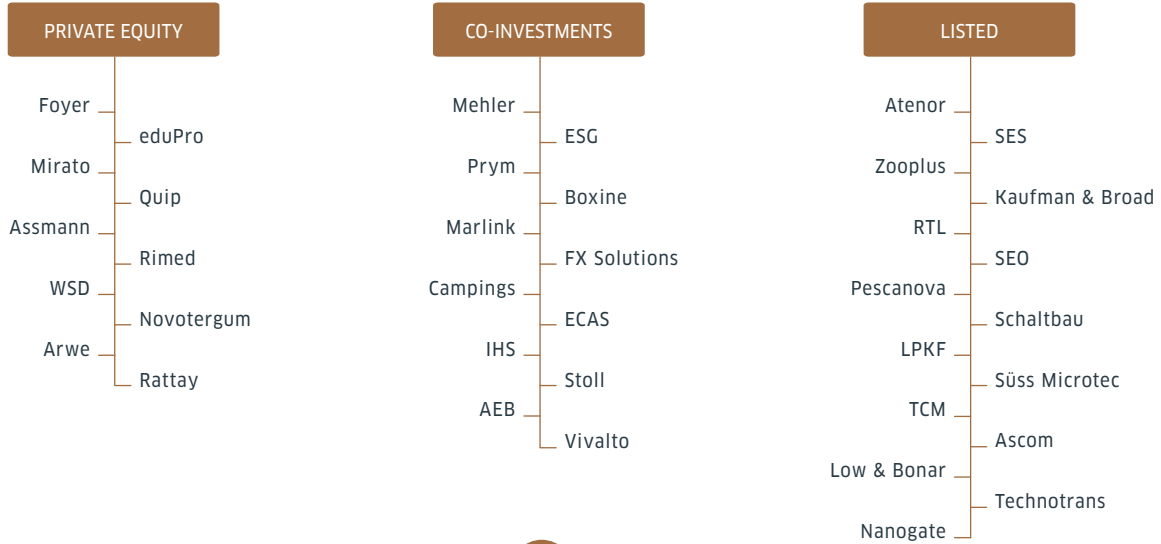 PRIVATE EQUITY
Foyer
eduPro
Mirato
Quip
Assmann
Rimed
WSD
Novotergum
Arwe
Rattay
CO-INVESTMENTS
Mehler
ESG
Prym
Boxine
Marlink
FX Solutions
Campings
ECAS
IHS
Stoll
AEB
Vivalto
LISTED
Atenor
SES
Zooplus
Kaufman & Broad
RTL
SEO
Pescanova
Schaltbau
LPKF
Süss Microtec
TCM
Ascom
Low & Bonar
Technotrans
Nanogate